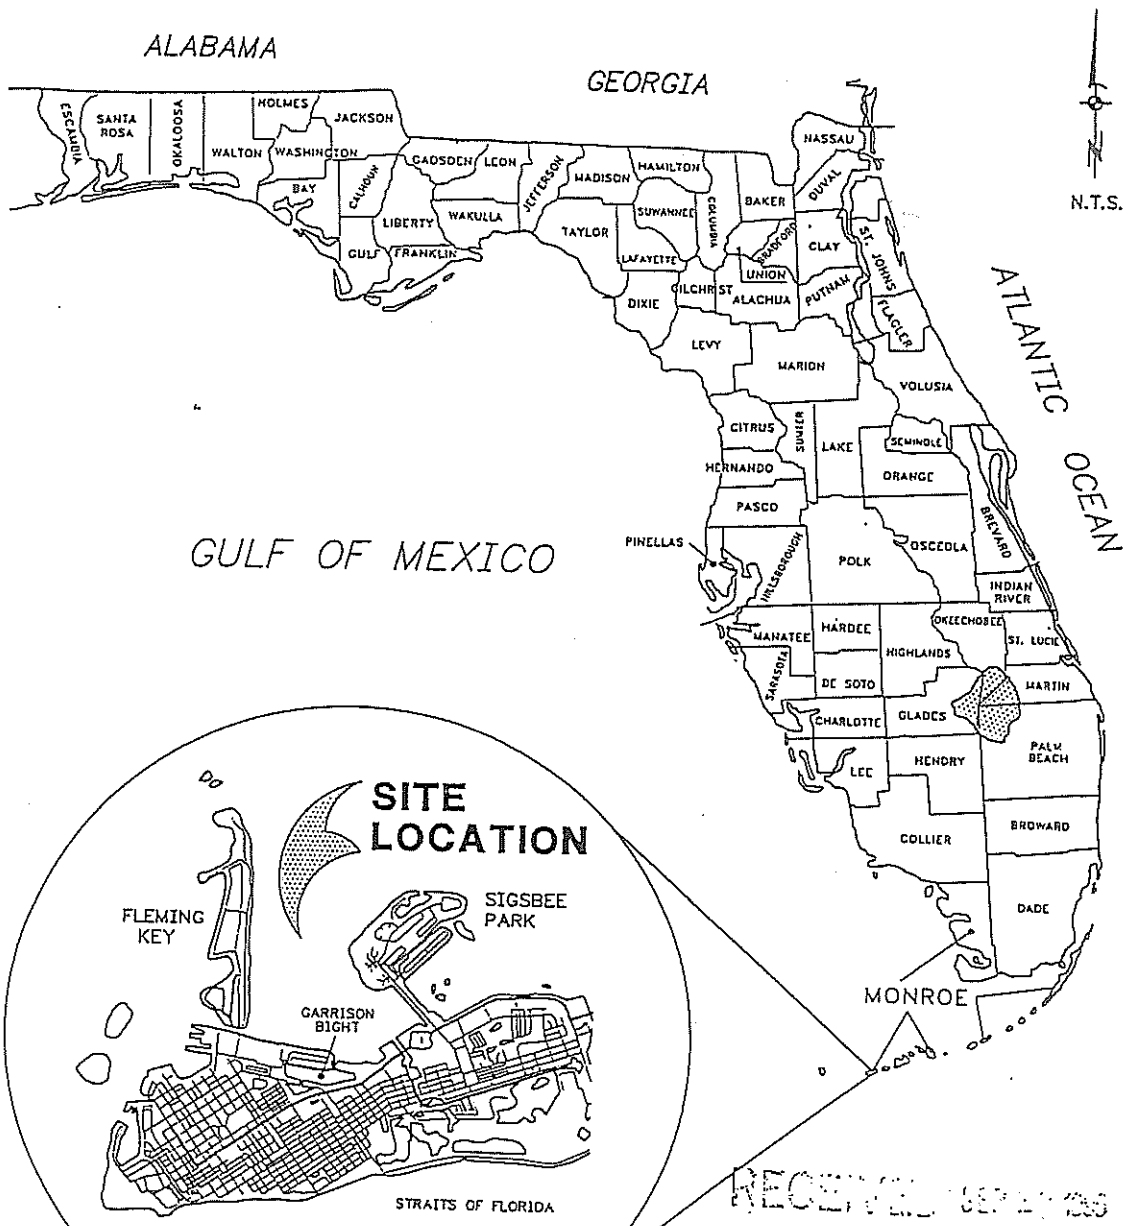 ALABAMA
GEORGIA
N
N.T.S.
ESCAMBIA
SANTA
ROSA
OKALOOSA
WALTON
HOLMES
WASHINGTON
JACKSON
BAY
CALHOUN
GULF
GADSDEN
LIBERTY
FRANKLIN
LEON
WAKULLA
JEFFERSON
MADISON
TAYLOR
HAMILTON
SUWANNEE
LAFAYETTE
DIXIE
COLUMBIA
GILCHRIST
BAKER
UNION
BRADFORD
ALACHUA
NASSAU
DUVAL
CLAY
PUTNAM
ST. JOHNS
FLAGLER
LEVY
MARION
VOLUSIA
ATLANTIC OCEAN
CITRUS
SUMTER
LAKE
SEMINOLE
HERNANDO
ORANGE
PASCO
BREVARD
GULF OF MEXICO
PINELLAS
HILLSBOROUGH
POLK
OSCEOLA
INDIAN
RIVER
MANATEE
HARDEE
HIGHLANDS
OKEECHOBEE
ST. LUCIE
SARASOTA
DE SOTO
MARTIN
CHARLOTTE
GLADES
LEE
HENDRY
PALM
BEACH
COLLIER
BROWARD
DADE
MONROE
SITE
LOCATION
FLEMING
KEY
SIGSBEE
PARK
GARRISON
BIGHT
STRAITS OF FLORIDA
RECEIVED SEP